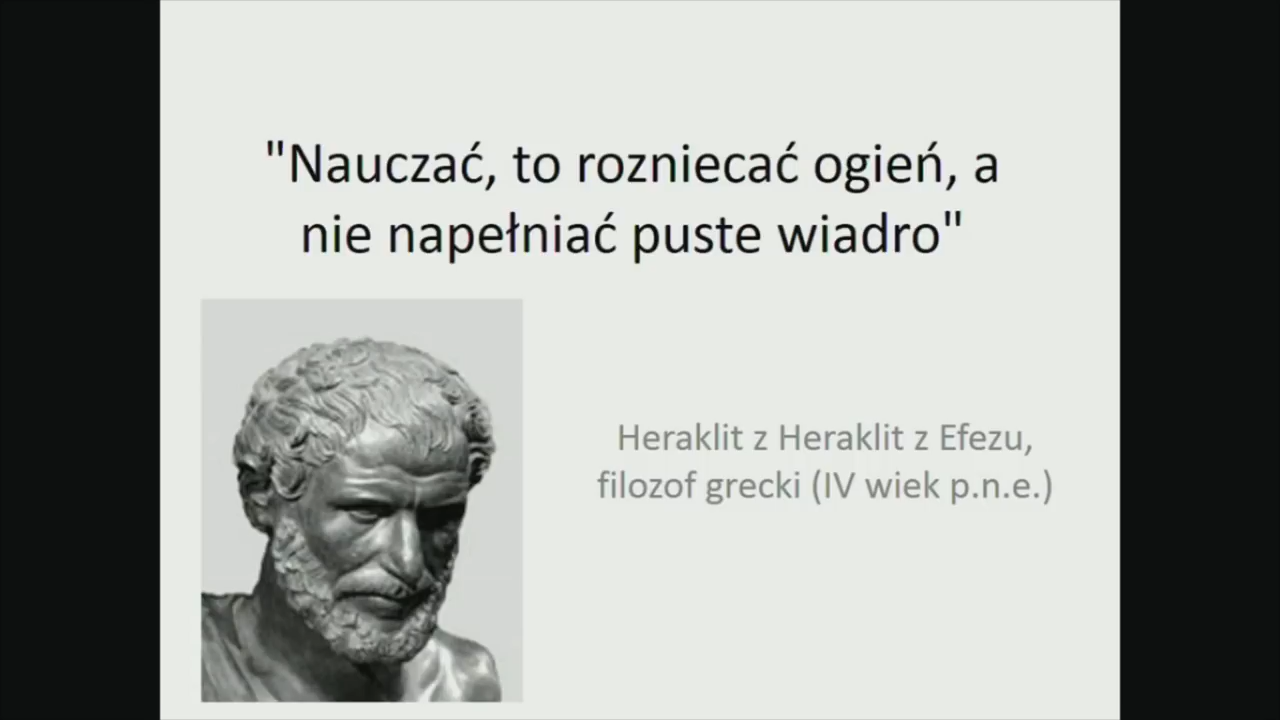 "Nauczać, to rozniecać ogień, a
nie napełniać puste wiadro"
Heraklit z Heraklit z Efezu,
filozof grecki (IV wiek p.n.e.)